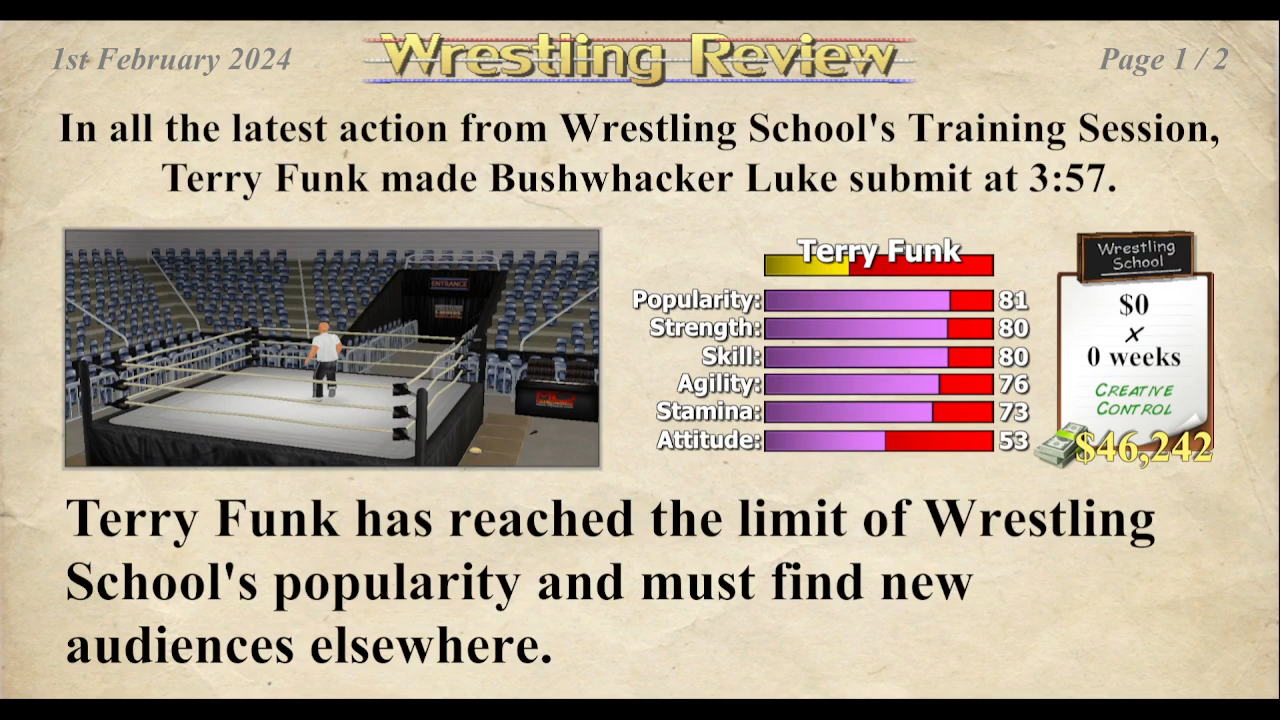 1st February 2024
Wrestling Review
Page 1 / 2
In all the latest action from Wrestling School's Training Session,
Terry Funk made Bushwhacker Luke submit at 3:57.
ENTRANCE
Terry Funk
Popularity: 81
Strength: 80
Skill: 80
Agility: 76
Stamina: 73
Attitude: 53
Wrestling
School
$0
x
0 weeks
CREATIVE
CONTROL
$46,242
Terry Funk has reached the limit of Wrestling
School's popularity and must find new
audiences elsewhere.